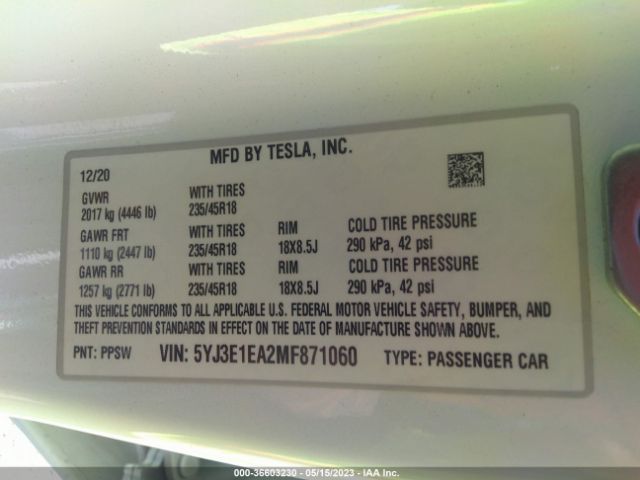 MFD BY TESLA, INC.
12/20
GVWR WITH TIRES
2017 kg (4446 lb) 235/45R18
GAWR FRT WITH TIRES RIM COLD TIRE PRESSURE
1110 kg (2447 lb) 235/45R18 18X8.5J 290 kPa, 42 psi
GAWR RR WITH TIRES RIM COLD TIRE PRESSURE
1257 kg (2771 lb) 235/45R18 18X8.5J 290 kPa, 42 psi
THIS VEHICLE CONFORMS TO ALL APPLICABLE U.S. FEDERAL MOTOR VEHICLE SAFETY, BUMPER, AND
THEFT PREVENTION STANDARDS IN EFFECT ON THE DATE OF MANUFACTURE SHOWN ABOVE.
PNT: PPSW VIN: 5YJ3E1EA2MF871060 TYPE: PASSENGER CAR
000-36603230 - 05/15/2023 - IAA Inc.